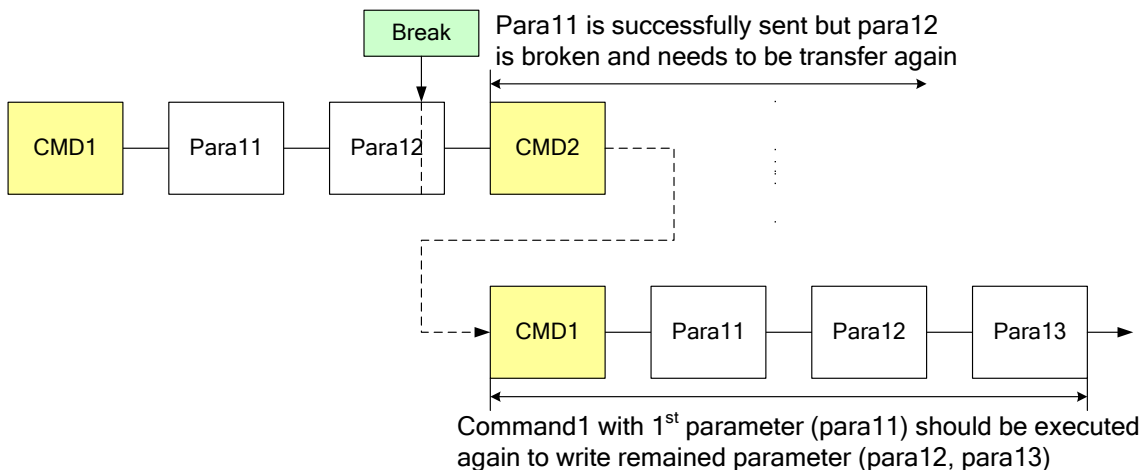 Break
Para11 is successfully sent but para12
is broken and needs to be transfer again
CMD1
Para11
Para12
CMD2
CMD1
Para11
Para12
Para13
Command1 with 1st parameter (para11) should be executed
again to write remained parameter (para12, para13)